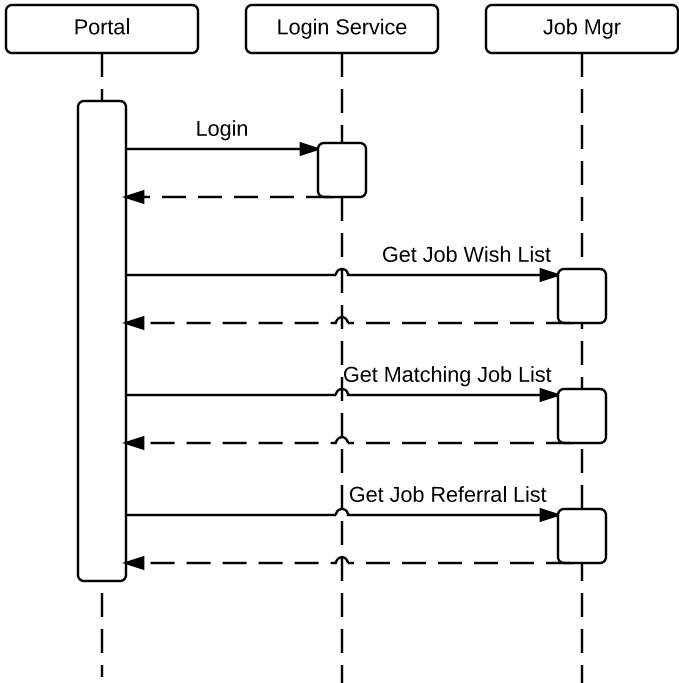 Portal
Login Service
Job Mgr
Login
Get Job Wish List
Get Matching Job List
Get Job Referral List